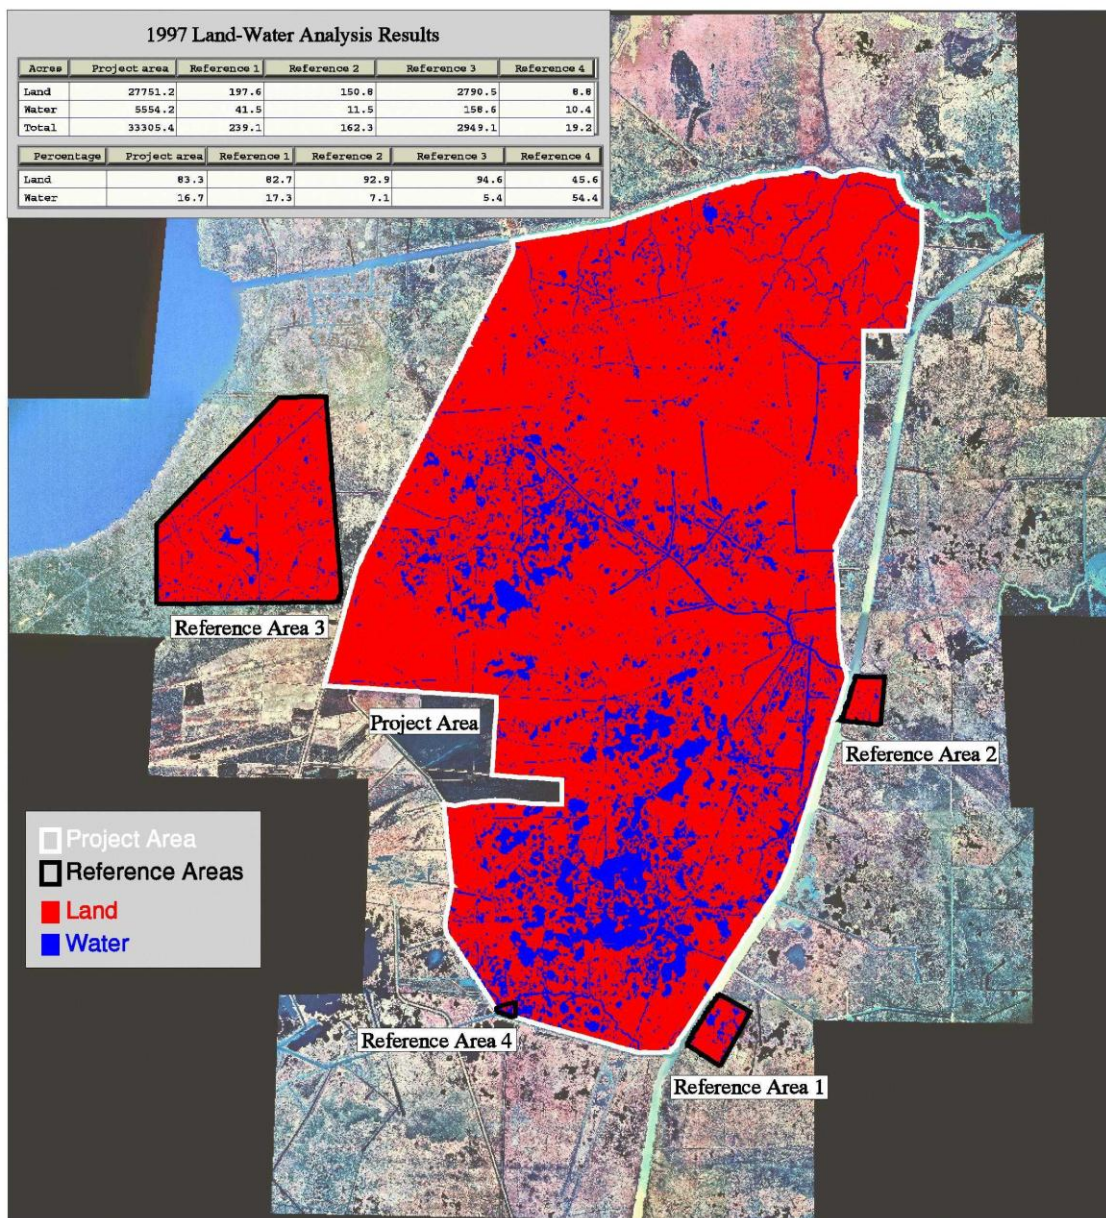 1997 Land-Water Analysis Results
Acres Project area Reference 1 Reference 2 Reference 3 Reference 4
Land 27751.2 197.6 150.8 2790.5 8.8
Water 5554.2 41.5 11.5 158.6 10.4
Total 33305.4 239.1 162.3 2949.1 19.2
Percentage Project area Reference 1 Reference 2 Reference 3 Reference 4
Land 83.3 82.7 92.9 94.6 45.6
Water 16.7 17.3 7.1 5.4 54.4
Reference Area 3
Project Area
Reference Area 2
Project Area
Reference Areas
Land
Water
Reference Area 4
Reference Area 1